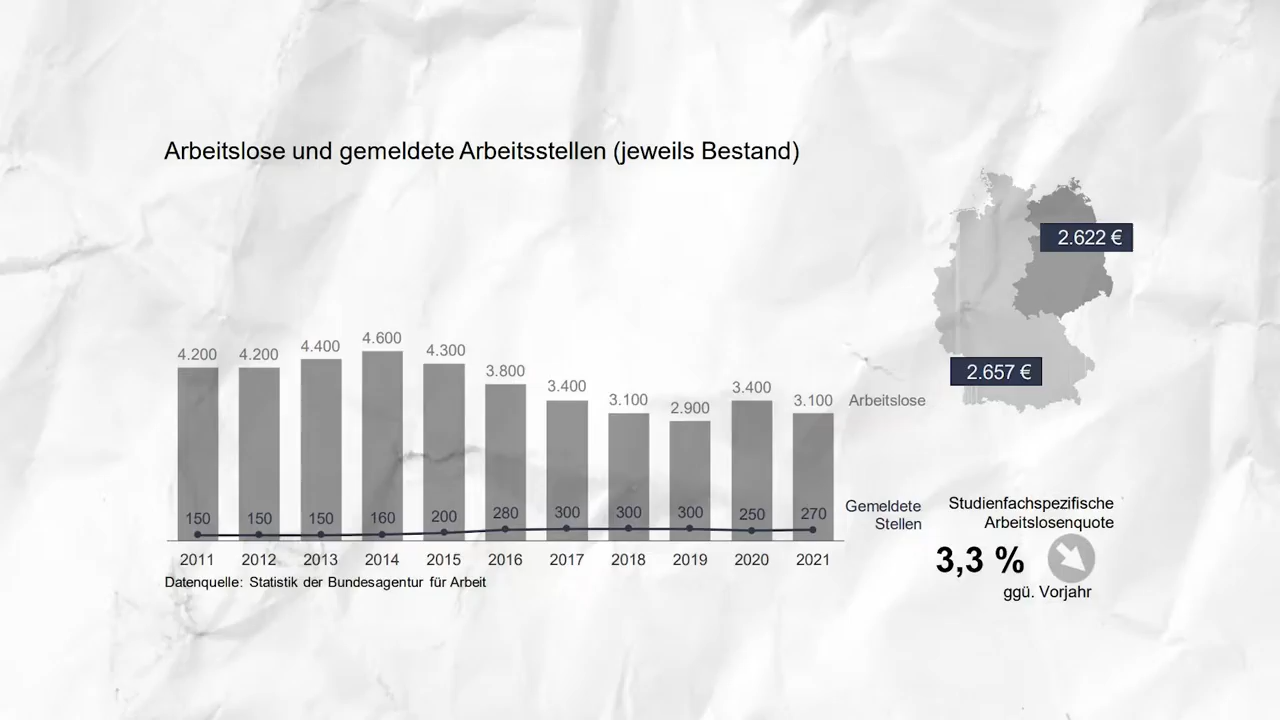 Arbeitslose und gemeldete Arbeitsstellen (jeweils Bestand)
2.622 €
2.657 €
4.200 4.200 4.400 4.600 4.300 3.800 3.400 3.100 2.900 3.400 3.100
Arbeitslose
150 150 150 160 200 280 300 300 300 250 270
Gemeldete
Stellen
2011 2012 2013 2014 2015 2016 2017 2018 2019 2020 2021
Datenquelle: Statistik der Bundesagentur für Arbeit
Studienfachspezifische
Arbeitslosenquote
3,3 %
ggü. Vorjahr